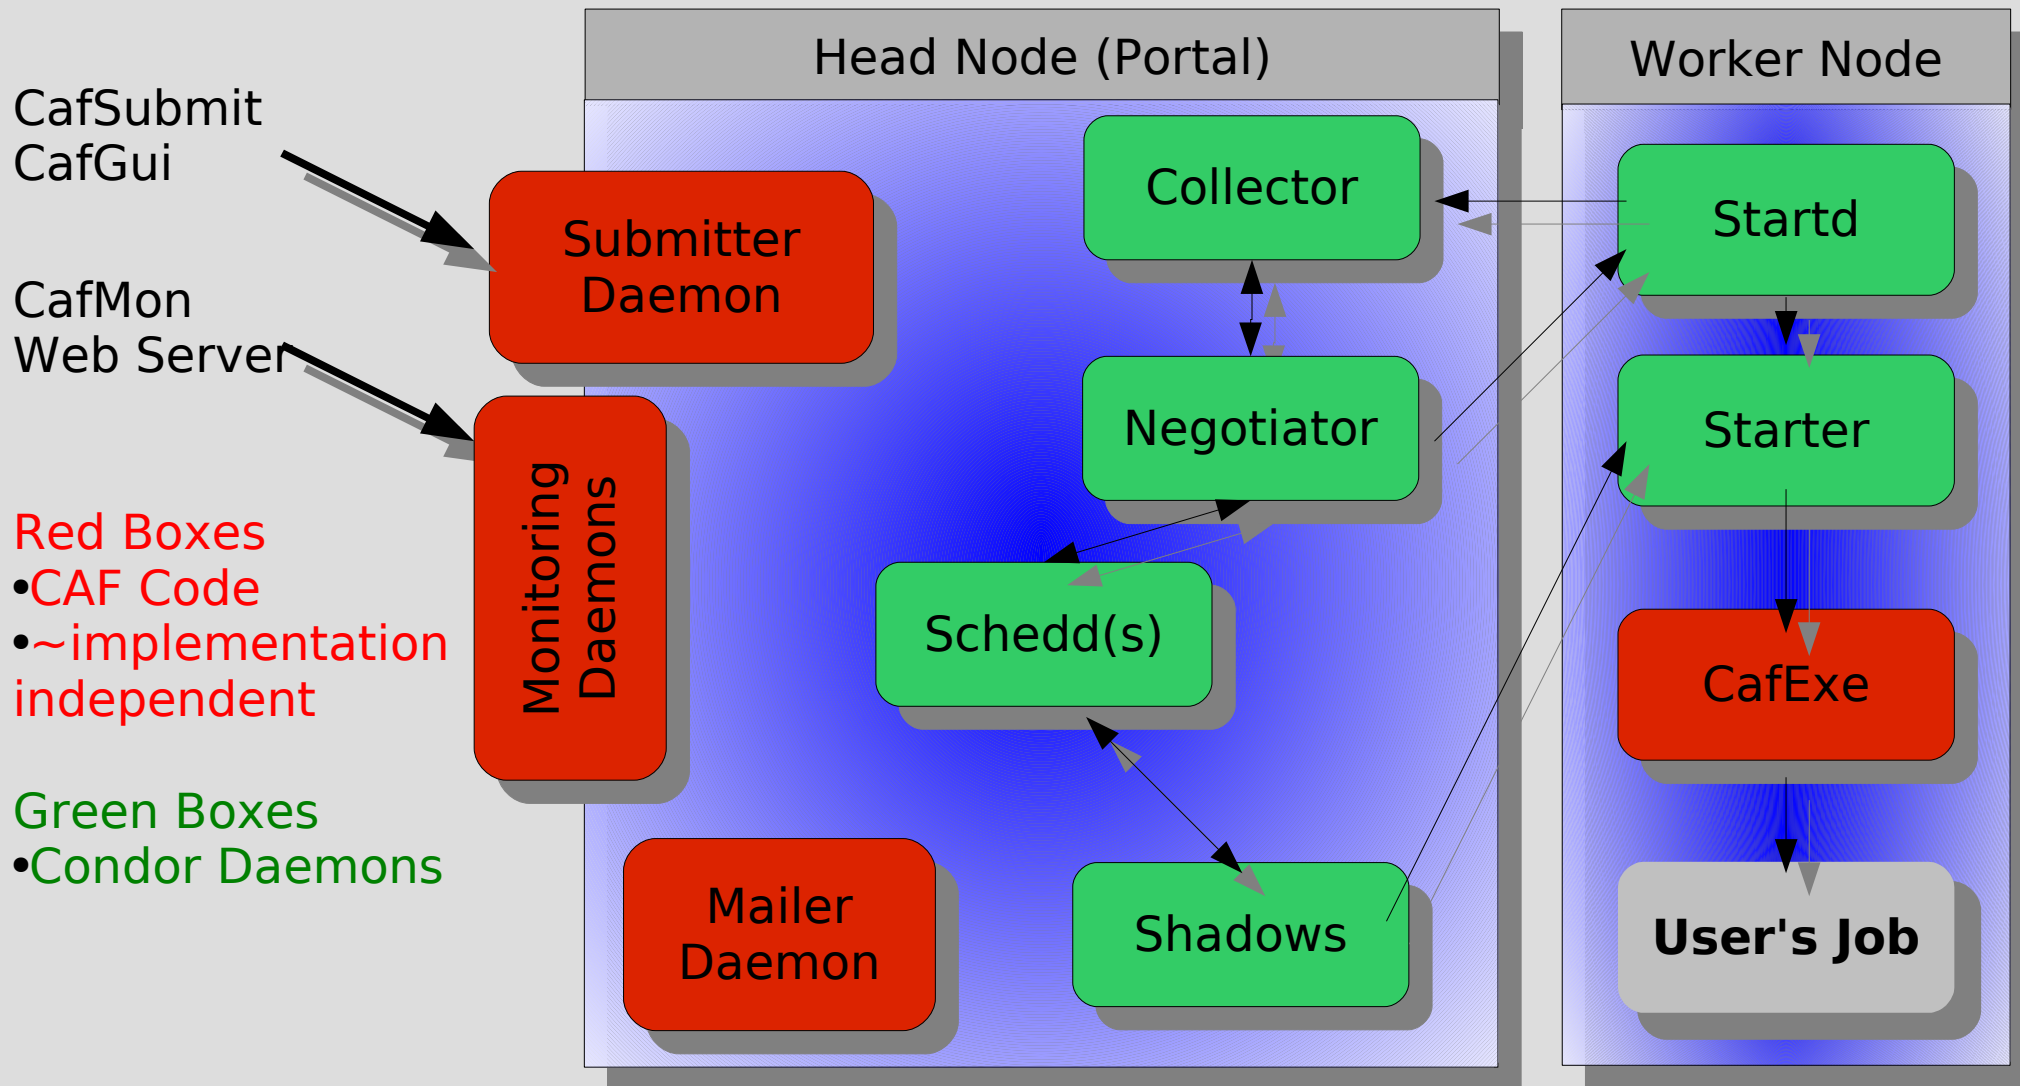 Head Node (Portal)
Worker Node
CafSubmit
CafGui
CafMon
Web Server
Red Boxes
•CAF Code
•~implementation
independent
Green Boxes
•Condor Daemons
Submitter
Daemon
Monitoring
Daemons
Mailer
Daemon
Collector
Negotiator
Schedd(s)
Shadows
Startd
Starter
CafExe
User's Job